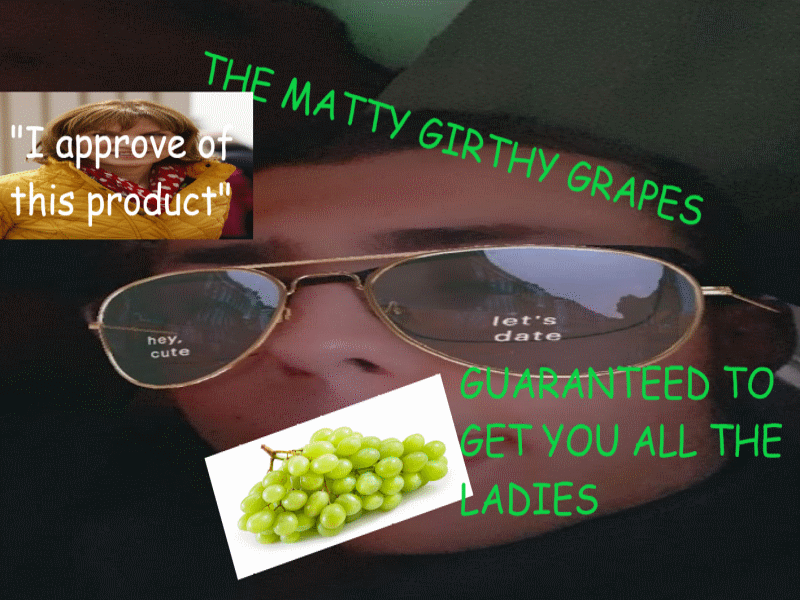 THE MATTY GIRTHY GRAPES
"I approve of
this product"
hey,
cute
let's
date
GUARANTEED TO
GET YOU ALL THE
LADIES